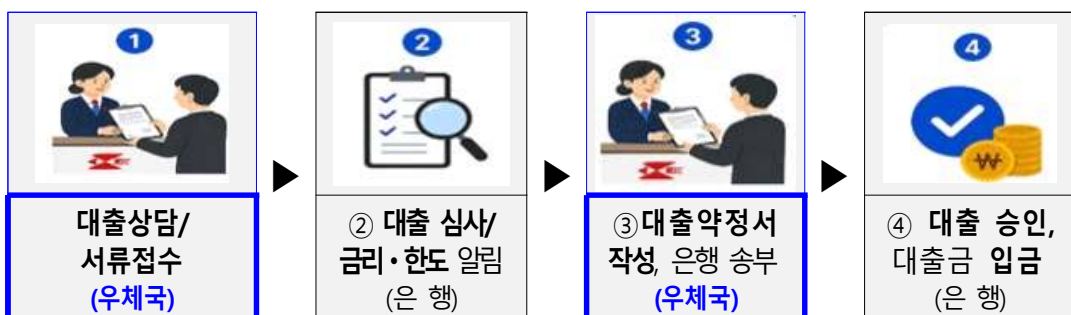 1
2
3
4
₩
▶
▶
▶
대출상담/
서류접수
(우체국)
② 대출 심사/
금리・한도 알림
(은 행)
③대출약정서
작성, 은행 송부
(우체국)
④ 대출 승인,
대출금 입금
(은 행)